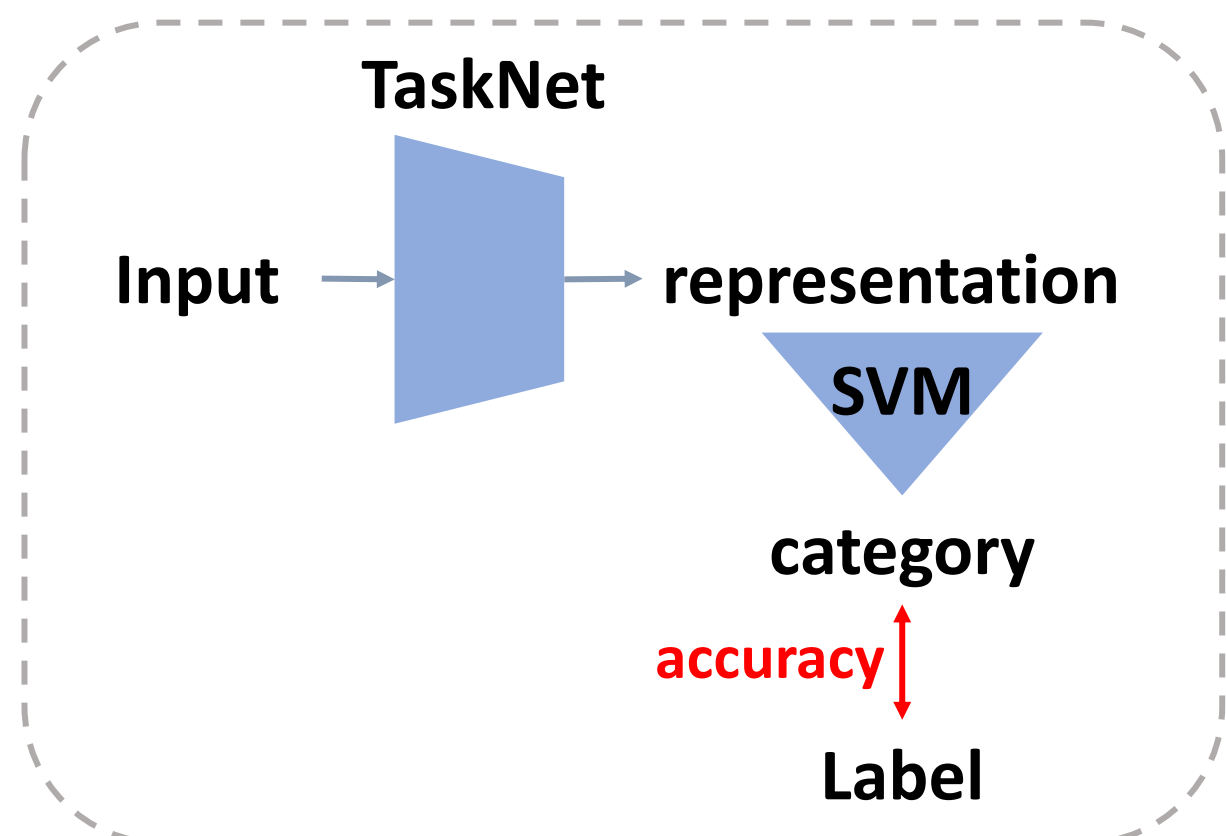 TaskNet
Input
representation
SVM
category
accuracy
Label